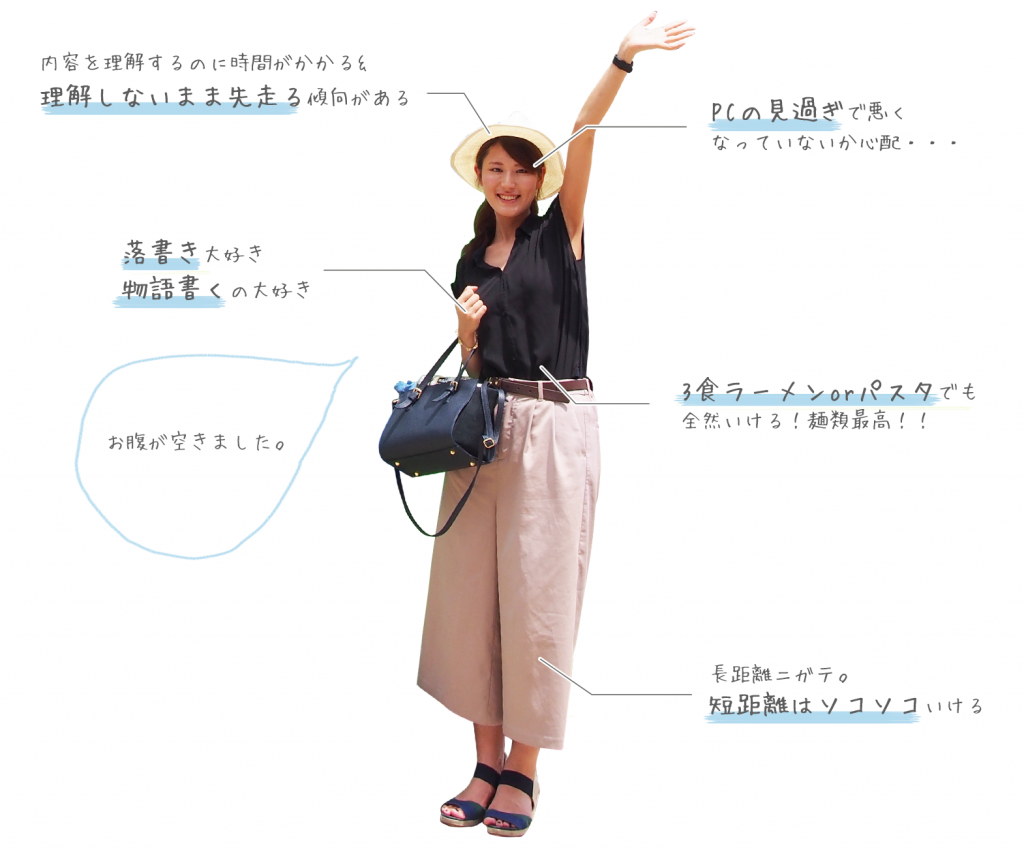 内容を理解するのに時間がかかる&
理解しないまま先走る傾向がある
PCの見過ぎで悪く
なっていないか心配・・・
落書き大好き
物語書くの大好き
3食ラーメンorパスタでも
全然いける!麺類最高!!
お腹が空きました。
長距離ニガテ。
短距離はソコソコいける